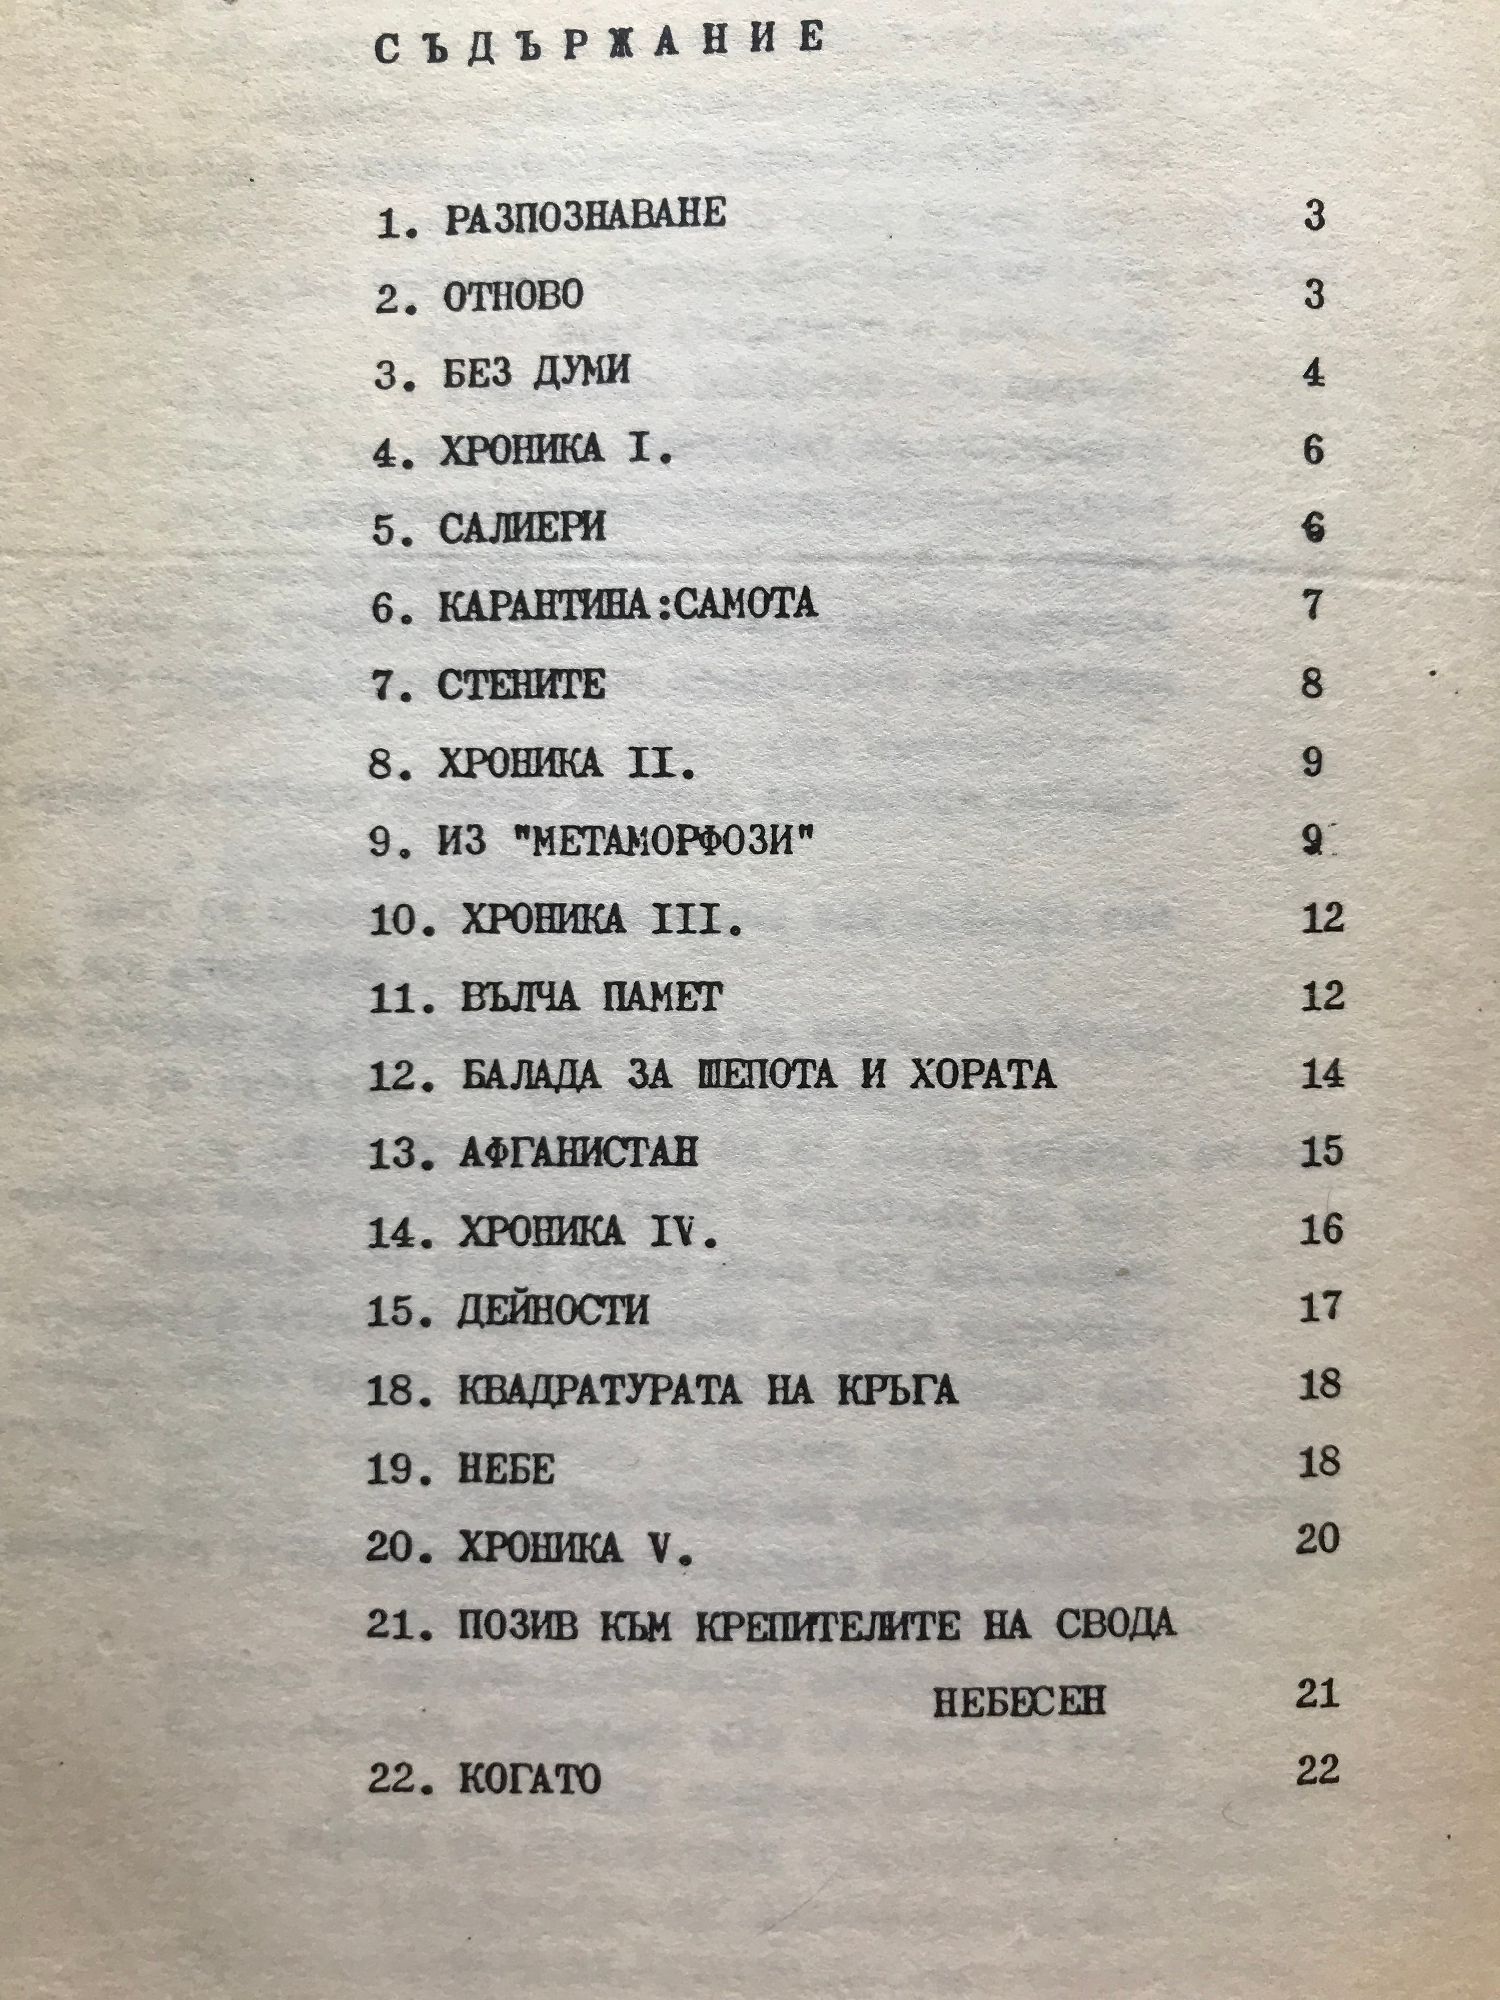 СЪДЪРЖАНИЕ
1. РАЗПОЗНАВАНЕ 3
2. ОТНОВО 3
3. БЕЗ ДУМИ 4
4. ХРОНИКА I. 6
5. САЛИЕРИ 6
6. КАРАНТИНА:САМОТА 7
7. СТЕНИТЕ 8
8. ХРОНИКА II. 9
9. ИЗ "МЕТАМОРФОЗИ" 9
10. ХРОНИКА III. 12
11. ВЪЛЧА ПАМЕТ 12
12. БАЛАДА ЗА ШЕПОТА И ХОРАТА 14
13. АФГАНИСТАН 15
14. ХРОНИКА IV. 16
15. ДЕЙНОСТИ 17
18. КВАДРАТУРАТА НА КРЪГА 18
19. НЕБЕ 18
20. ХРОНИКА V. 20
21. ПОЗИВ КЪМ КРЕПИТЕЛИТЕ НА СВОДА
НЕБЕСЕН 21
22. КОГАТО 22